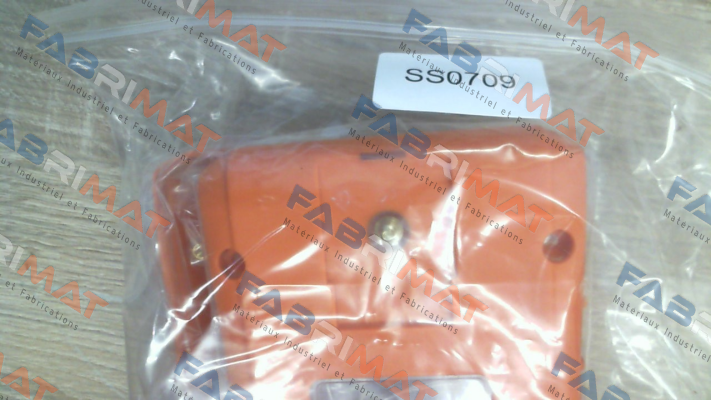 SS0709
FABRIMAT
Materiaux Industriel et Fabrications